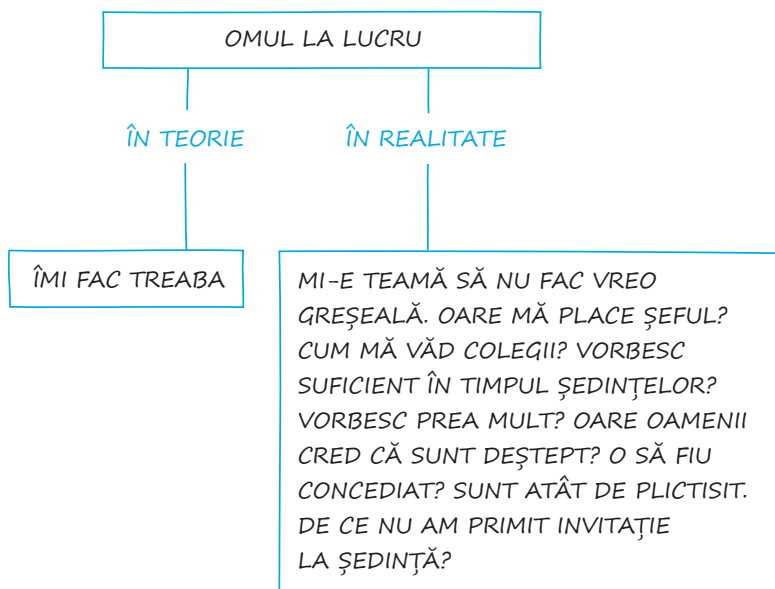 OMUL LA LUCRU
ÎN TEORIE
ÎN REALITATE
ÎMI FAC TREABA
MI-E TEAMĂ SĂ NU FAC VREO
GREȘEALĂ. OARE MĂ PLACE ȘEFUL?
CUM MĂ VĂD COLEGII? VORBESC
SUFICIENT ÎN TIMPUL ȘEDINȚELOR?
VORBESC PREA MULT? OARE OAMENII
CRED CĂ SUNT DEȘTEPT? O SĂ FIU
CONCEDIAT? SUNT ATÂT DE PLICTISIT.
DE CE NU AM PRIMIT INVITAȚIE
LA ȘEDINȚĂ?